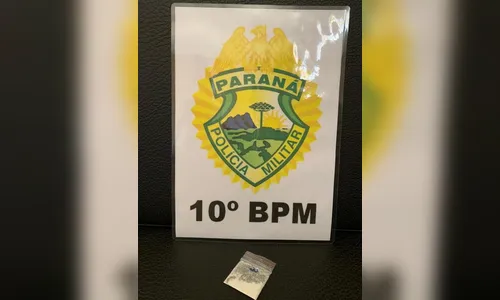 PARANÁ
POLÍCIA MILITAR
10º BPM